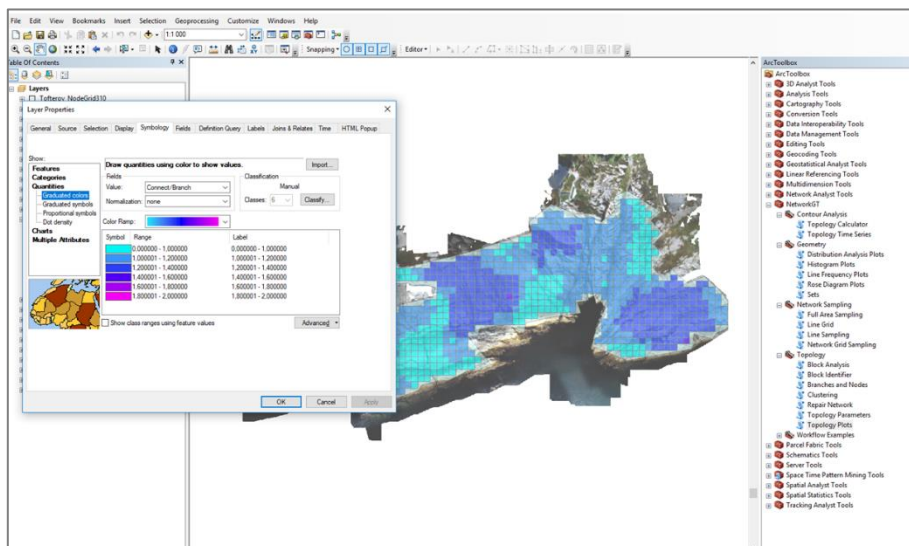 File Edit View Bookmarks Insert Selection Geoprocessing Customize Windows Help
1:1 000
Snapping
Editor
Table Of Contents
Layers
Tofteroy_NodeGrid310
Layer Properties
General Source Selection Display Symbology Fields Definition Query Labels Joins & Relates Time HTML Popup
Show:
Features
Categories
Quantities
Graduated colors
Graduated symbols
Proportional symbols
Dot density
Charts
Multiple Attributes
Draw quantities using color to show values.
Import...
Fields
Value: Connect/Branch
Normalization: none
Classification
Manual
Classes: 6 Classify...
Color Ramp:
Symbol Range Label
0,000000 - 1,000000 0,000000 - 1,000000
1,000001 - 1,200000 1,000001 - 1,200000
1,200001 - 1,400000 1,200001 - 1,400000
1,400001 - 1,600000 1,400001 - 1,600000
1,600001 - 1,800000 1,600001 - 1,800000
1,800001 - 2,000000 1,800001 - 2,000000
Show class ranges using feature values
Advanced
OK Cancel Apply
ArcToolbox
ArcToolbox
3D Analyst Tools
Analysis Tools
Cartography Tools
Conversion Tools
Data Interoperability Tools
Data Management Tools
Editing Tools
Geocoding Tools
Geostatistical Analyst Tools
Linear Referencing Tools
Multidimension Tools
Network Analyst Tools
NetworkGT
Contour Analysis
Topology Calculator
Topology Time Series
Geometry
Distribution Analysis Plots
Histogram Plots
Line Frequency Plots
Rose Diagram Plots
Sets
Network Sampling
Full Area Sampling
Line Grid
Line Sampling
Network Grid Sampling
Topology
Block Analysis
Block Identifier
Branches and Nodes
Clustering
Repair Network
Topology Parameters
Topology Plots
Workflow Examples
Parcel Fabric Tools
Schematics Tools
Server Tools
Space Time Pattern Mining Tools
Spatial Analyst Tools
Spatial Statistics Tools
Tracking Analyst Tools